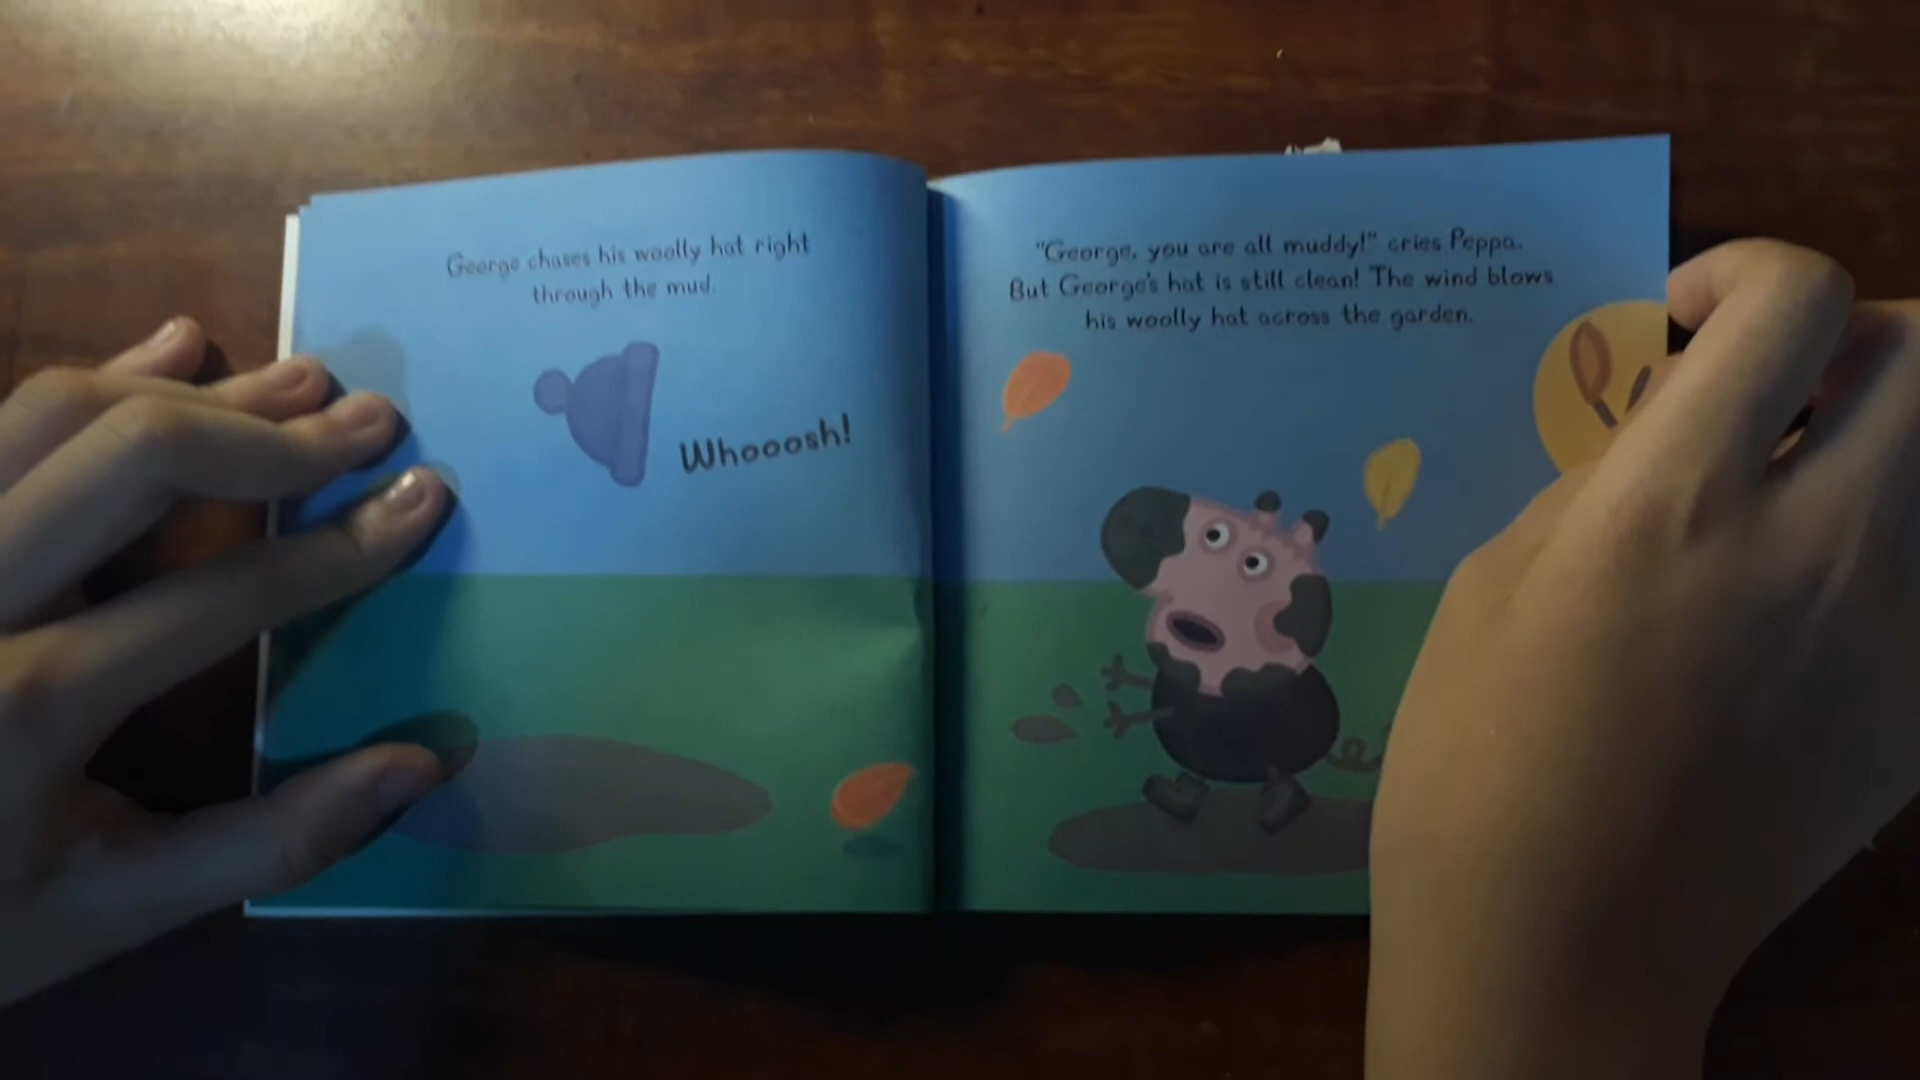 George chases his woolly hat right
through the mud.
Whooosh!
"George, you are all muddy!" cries Peppa.
But George's hat is still clean! The wind blows
his woolly hat across the garden.